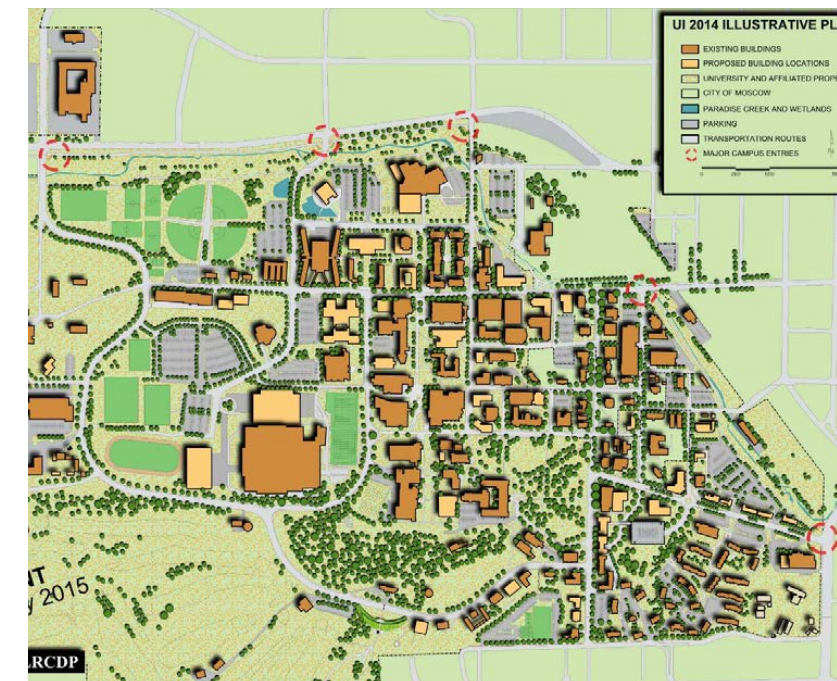 UI 2014 ILLUSTRATIVE PL
EXISTING BUILDINGS
PROPOSED BUILDING LOCATIONS
UNIVERSITY AND AFFILIATED PROPE
CITY OF MOSCOW
PARADISE CREEK AND WETLANDS
PARKING
TRANSPORTATION ROUTES
MAJOR CAMPUS ENTRIES
NT
y 2015
LRCDP